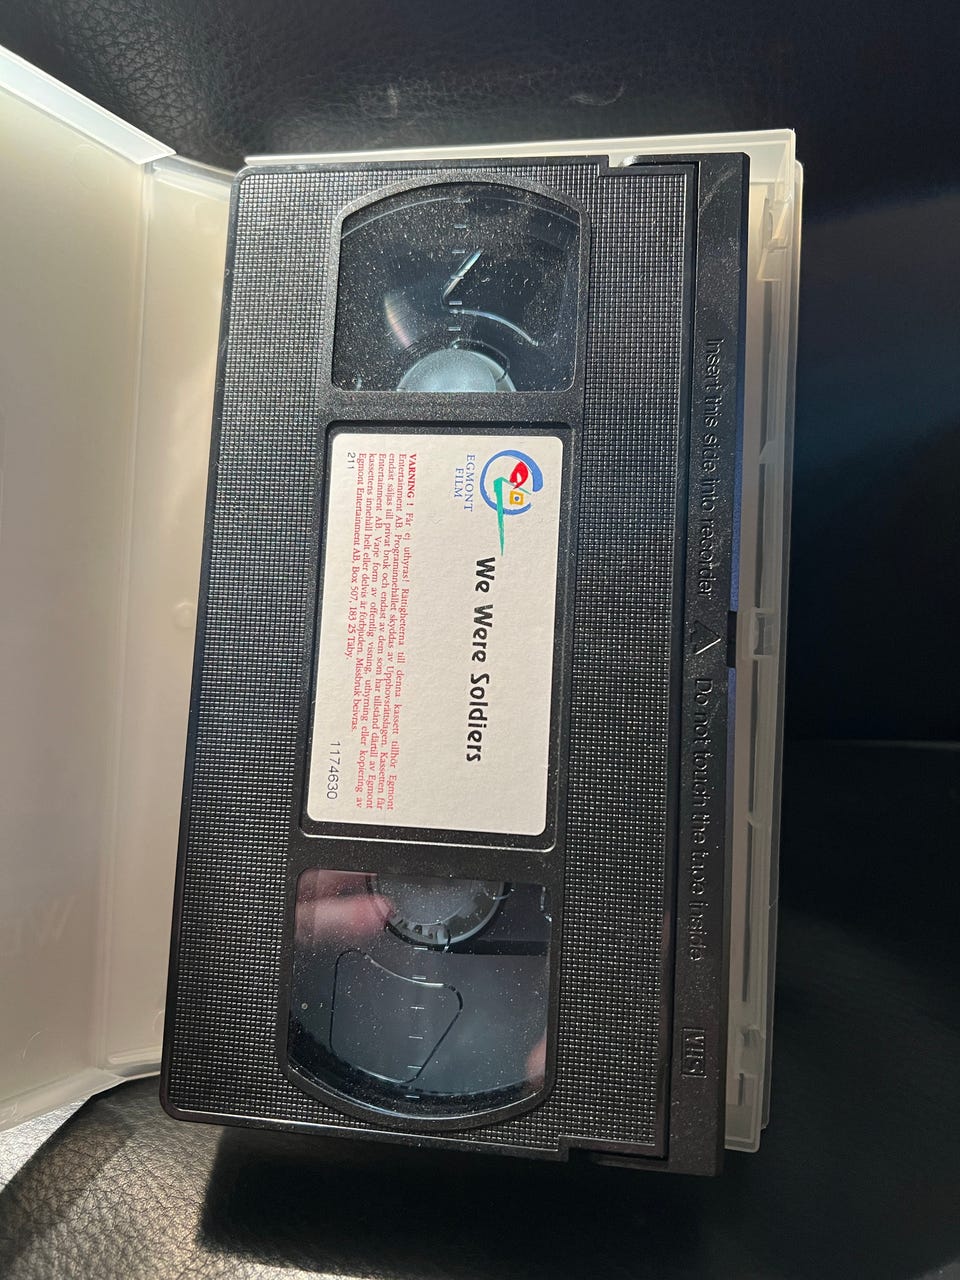 EGMONT
FILM
We Were Soldiers
VARNING ! Får ej uthyras! Rättigheterna till denna kassett tillhör Egmont
Entertainment AB. Programinnehållet skyddas av Upphovsrättslagen. Kassetten får
endast säljas till privat bruk och endast av dem som har tillstånd därtill av Egmont
Entertainment AB. Varje form av offentlig visning, uthyrning eller kopiering av
kassettens innehåll helt eller delvis är förbjuden. Missbruk beivras.
Egmont Entertainment AB, Box 507, 183 25 Täby.
211
1174630
Insert this side into recorder
Do not touch the tape inside
VHS